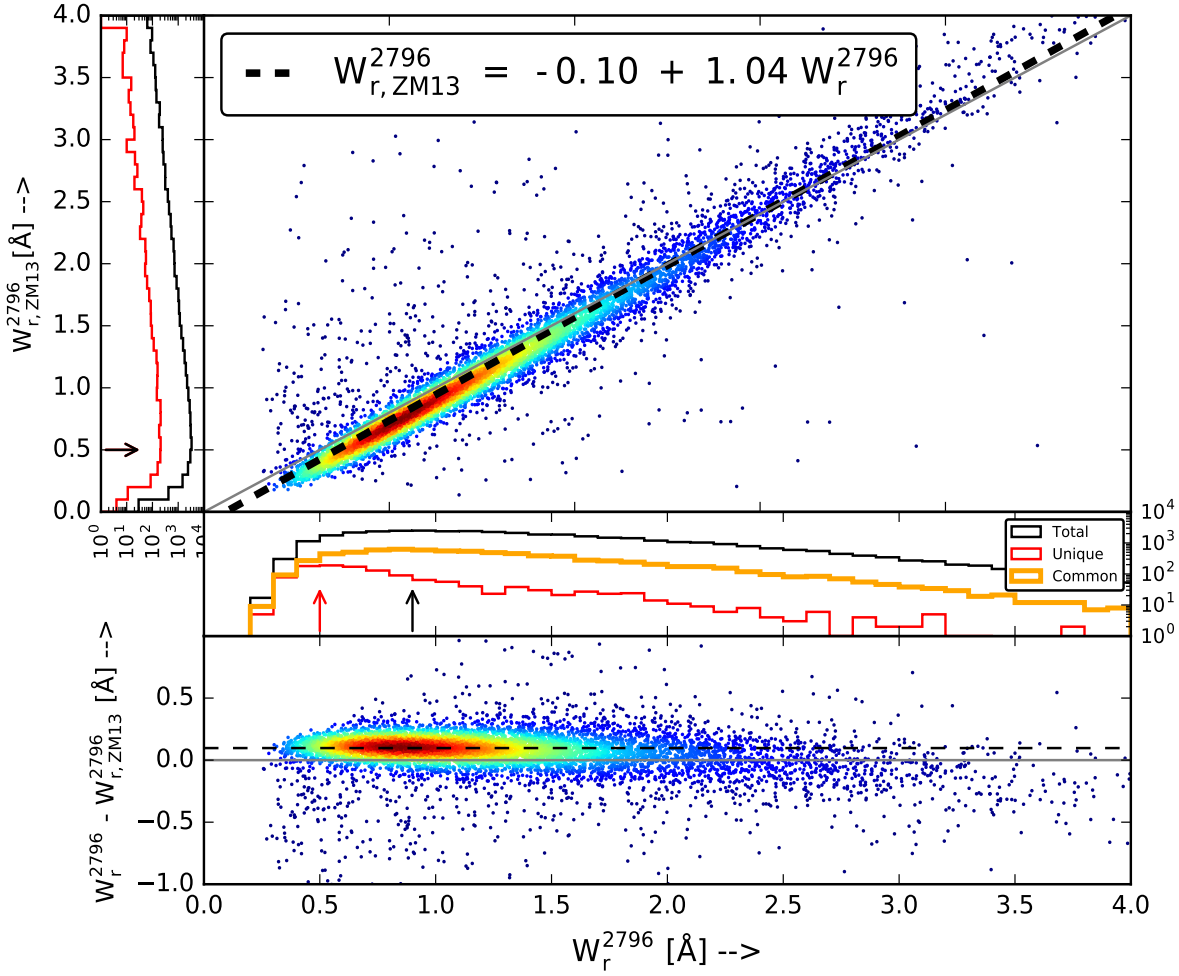 4.0
3.5
3.0
2.5
2.0
1.5
1.0
0.5
0.0
W_{r,ZM13}^{2796} [Å] -->
10^0 10^1 10^2 10^3 10^4
W_{r,ZM13}^{2796} = -0.10 + 1.04 W_r^{2796}
Total
Unique
Common
10^4
10^3
10^2
10^1
10^0
0.5
0.0
−0.5
−1.0
W_r^{2796} - W_{r,ZM13}^{2796} [Å] -->
0.0 0.5 1.0 1.5 2.0 2.5 3.0 3.5 4.0
W_r^{2796} [Å] -->